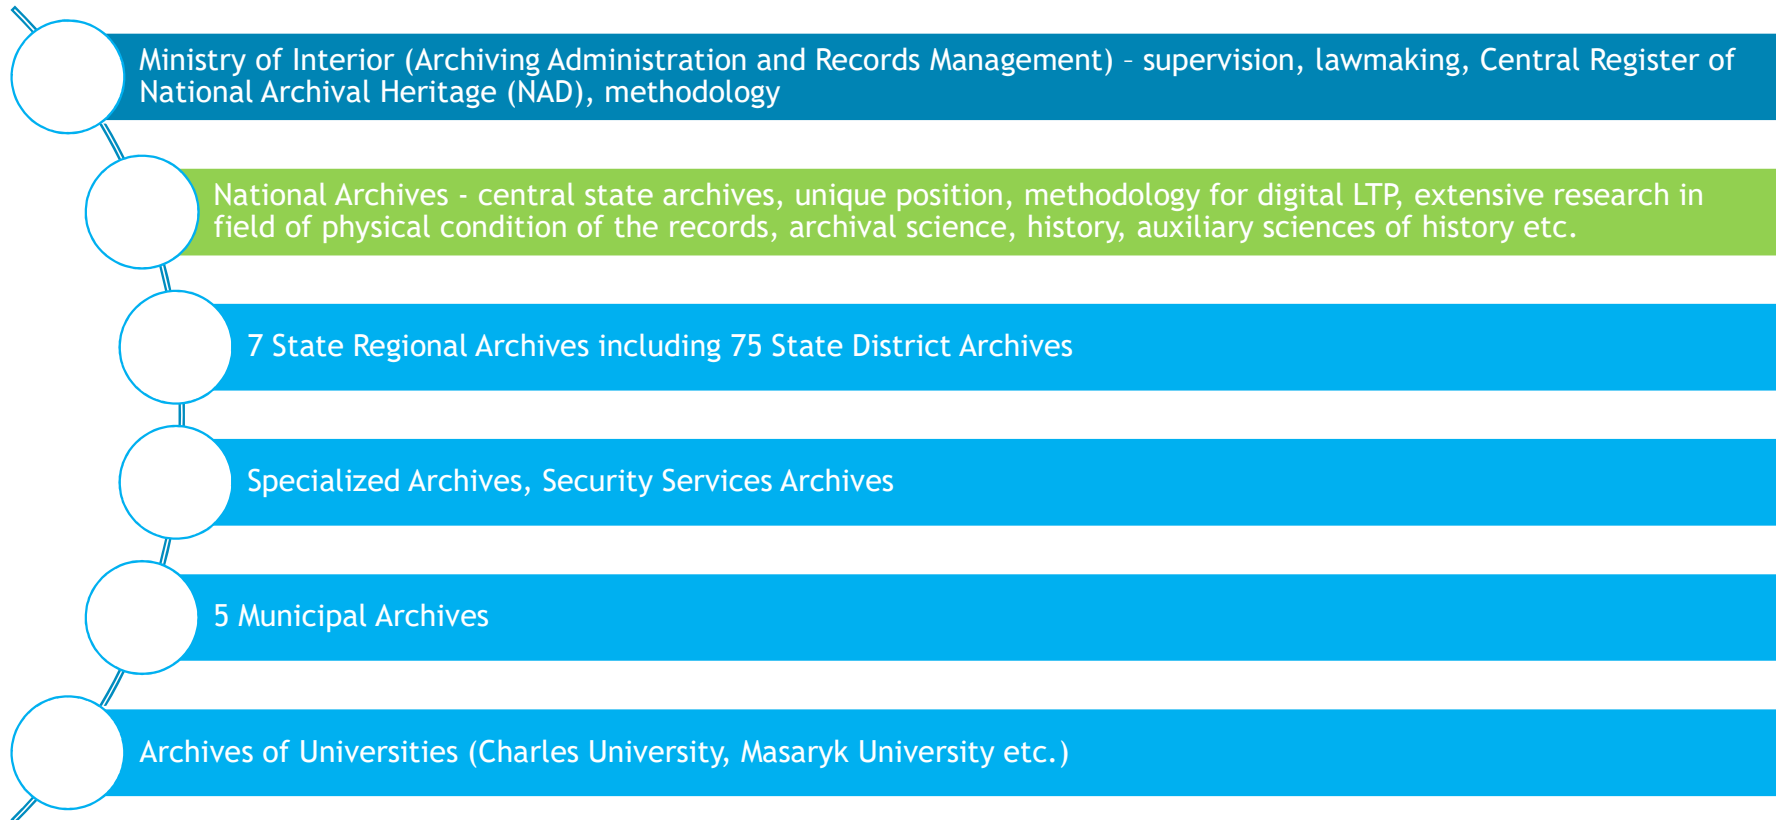 Ministry of Interior (Archiving Administration and Records Management) – supervision, lawmaking, Central Register of
National Archival Heritage (NAD), methodology
National Archives - central state archives, unique position, methodology for digital LTP, extensive research in
field of physical condition of the records, archival science, history, auxiliary sciences of history etc.
7 State Regional Archives including 75 State District Archives
Specialized Archives, Security Services Archives
5 Municipal Archives
Archives of Universities (Charles University, Masaryk University etc.)